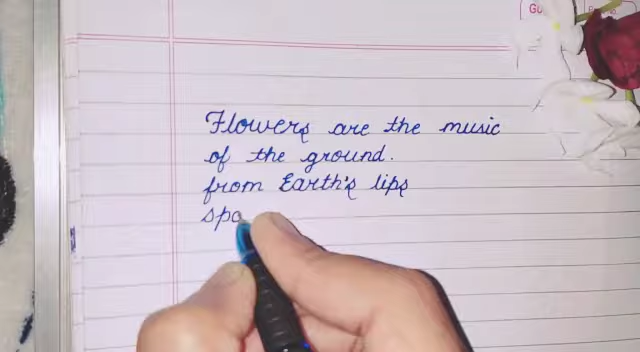 Flowers are the music
of the ground.
from Earth's lips
spo